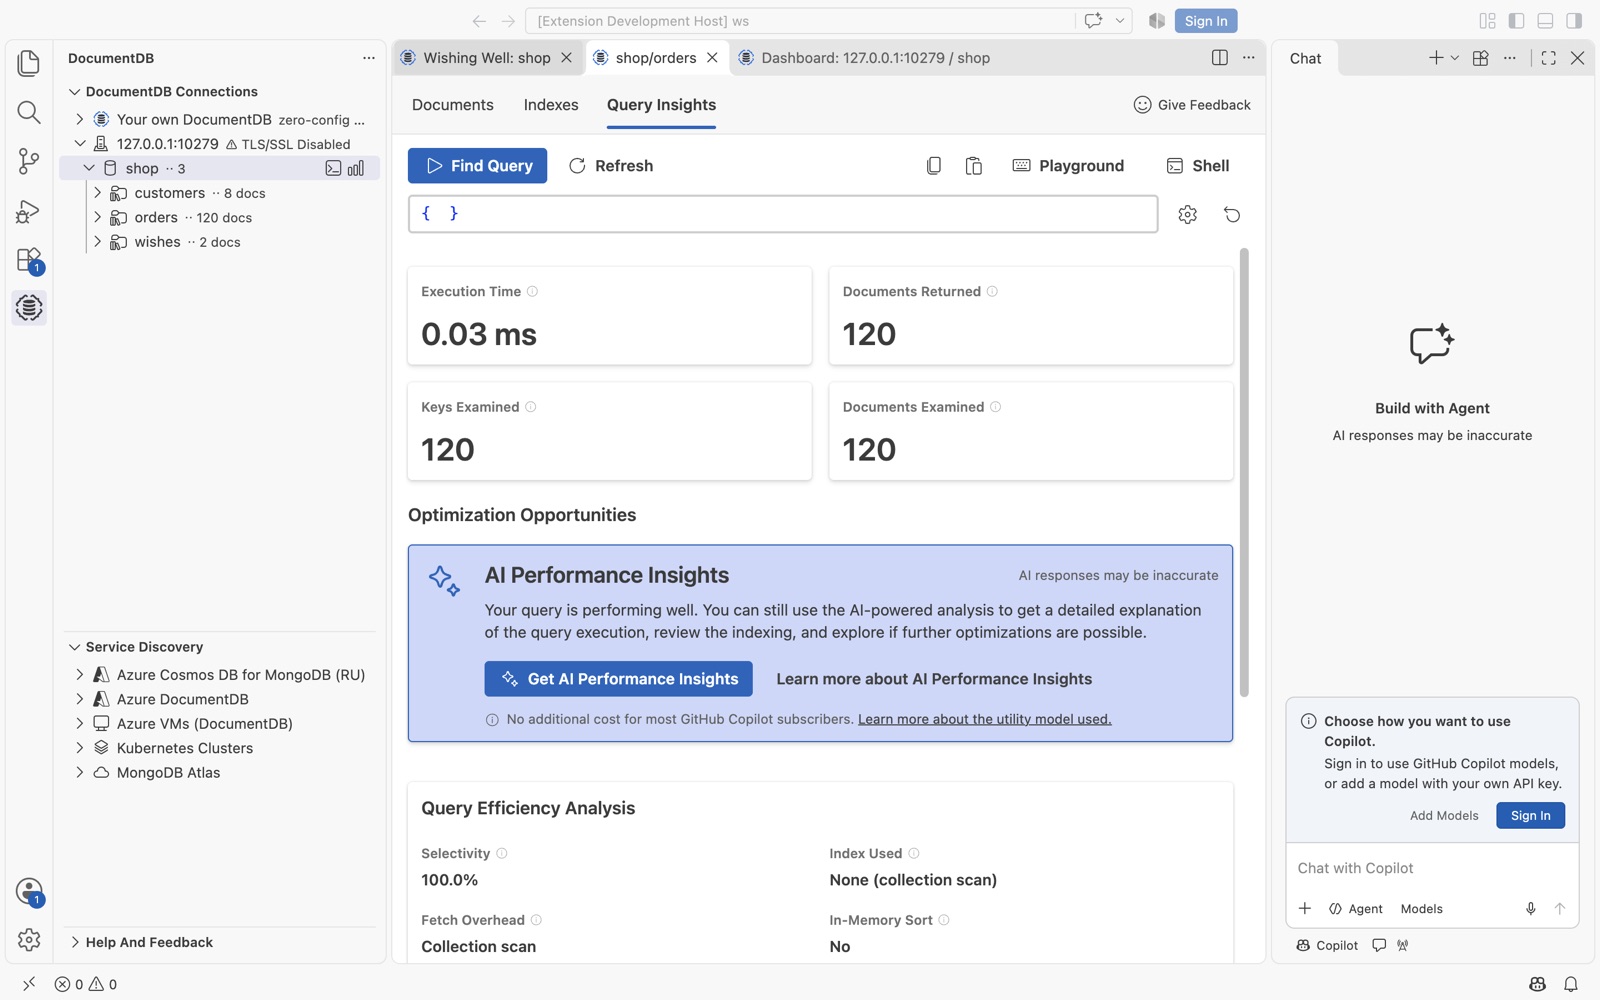 [Extension Development Host] ws
Sign In
DocumentDB
DocumentDB Connections
Your own DocumentDB zero-config ...
127.0.0.1:10279 TLS/SSL Disabled
shop ·· 3
customers ·· 8 docs
orders ·· 120 docs
wishes ·· 2 docs
1
Service Discovery
Azure Cosmos DB for MongoDB (RU)
Azure DocumentDB
Azure VMs (DocumentDB)
Kubernetes Clusters
MongoDB Atlas
1
Help And Feedback
Wishing Well: shop
shop/orders
Dashboard: 127.0.0.1:10279 / shop
Documents
Indexes
Query Insights
Give Feedback
Find Query
Refresh
Playground
Shell
{ }
Execution Time
0.03 ms
Documents Returned
120
Keys Examined
120
Documents Examined
120
Optimization Opportunities
AI Performance Insights
AI responses may be inaccurate
Your query is performing well. You can still use the AI-powered analysis to get a detailed explanation
of the query execution, review the indexing, and explore if further optimizations are possible.
Get AI Performance Insights
Learn more about AI Performance Insights
No additional cost for most GitHub Copilot subscribers. Learn more about the utility model used.
Query Efficiency Analysis
Selectivity
100.0%
Index Used
None (collection scan)
Fetch Overhead
Collection scan
In-Memory Sort
No
Chat
Build with Agent
AI responses may be inaccurate
Choose how you want to use
Copilot.
Sign in to use GitHub Copilot models,
or add a model with your own API key.
Add Models
Sign In
Chat with Copilot
Agent
Models
Copilot
0
0